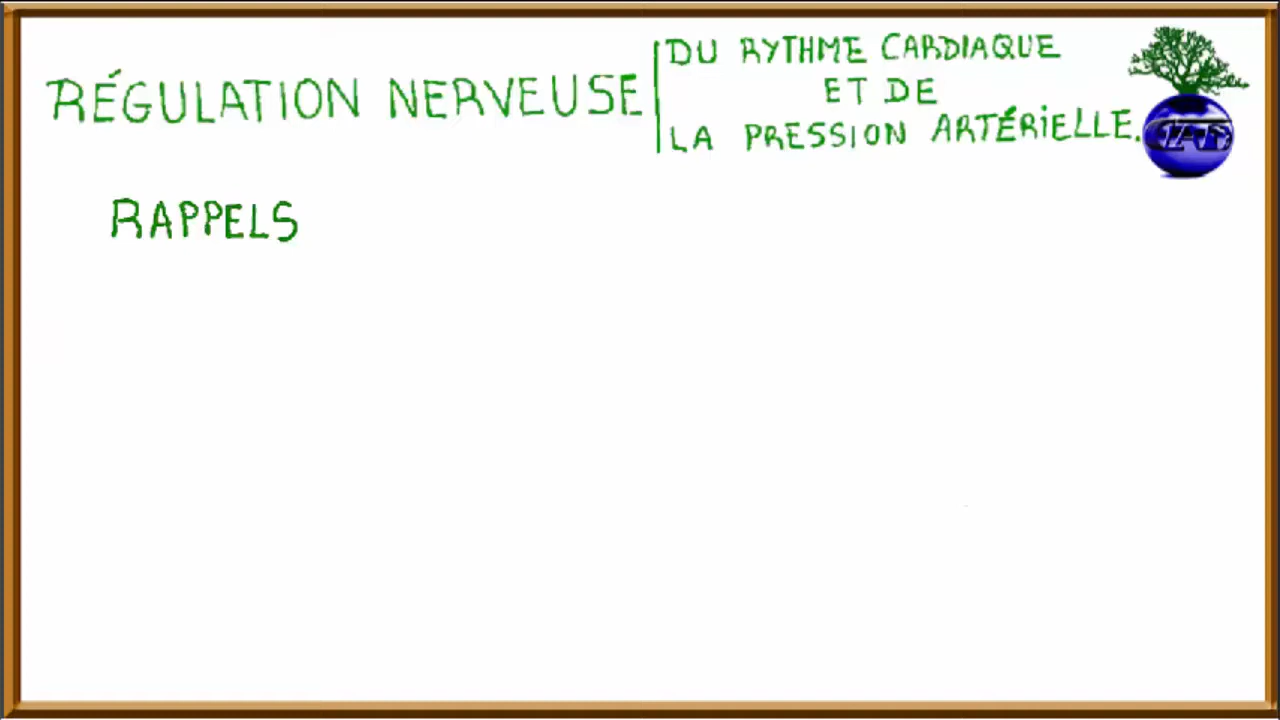 RÉGULATION NERVEUSE
DU RYTHME CARDIAQUE
ET DE
LA PRESSION ARTÉRiELLE.
RAPPELS